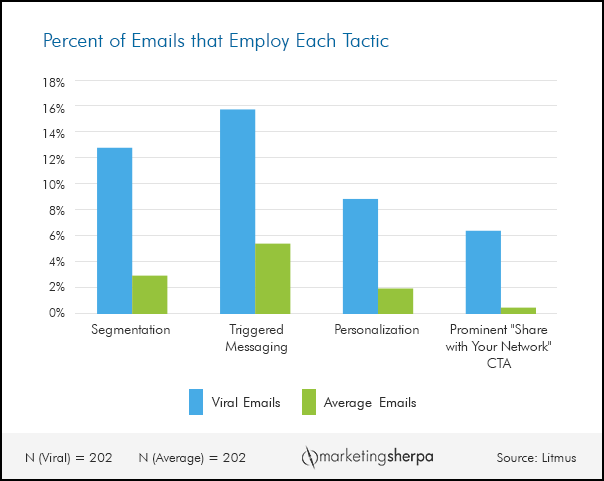 Percent of Emails that Employ Each Tactic
18%
16%
14%
12%
10%
8%
6%
4%
2%
0%
Segmentation
Triggered
Messaging
Personalization
Prominent "Share
with Your Network"
CTA
Viral Emails
Average Emails
N (Viral) = 202
N (Average) = 202
marketingsherpa
Source: Litmus